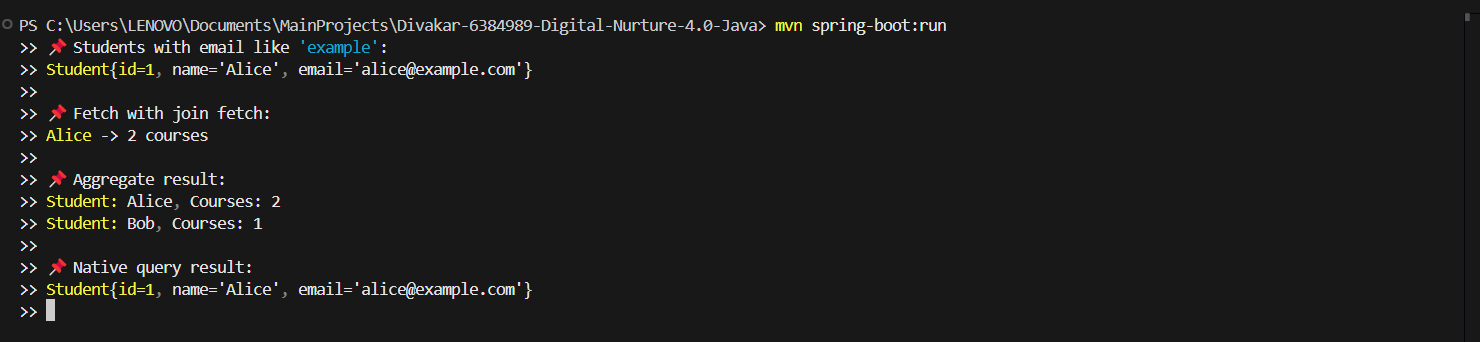 PS C:\Users\LENOVO\Documents\MainProjects\Divakar-6384989-Digital-Nurture-4.0-Java> mvn spring-boot:run
>> 📌 Students with email like 'example':
>> Student{id=1, name='Alice', email='alice@example.com'}
>>
>> 📌 Fetch with join fetch:
>> Alice -> 2 courses
>>
>> 📌 Aggregate result:
>> Student: Alice, Courses: 2
>> Student: Bob, Courses: 1
>>
>> 📌 Native query result:
>> Student{id=1, name='Alice', email='alice@example.com'}
>>